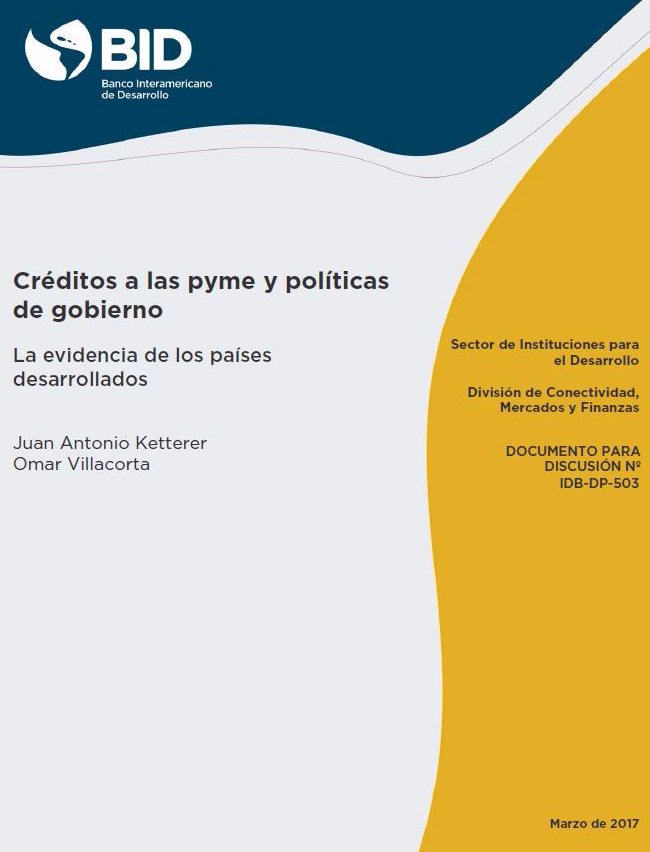 BID
Banco Interamericano
de Desarrollo
Créditos a las pyme y políticas
de gobierno
La evidencia de los países
desarrollados
Juan Antonio Ketterer
Omar Villacorta
Sector de Instituciones para
el Desarrollo
División de Conectividad,
Mercados y Finanzas
DOCUMENTO PARA
DISCUSIÓN Nº
IDB-DP-503
Marzo de 2017